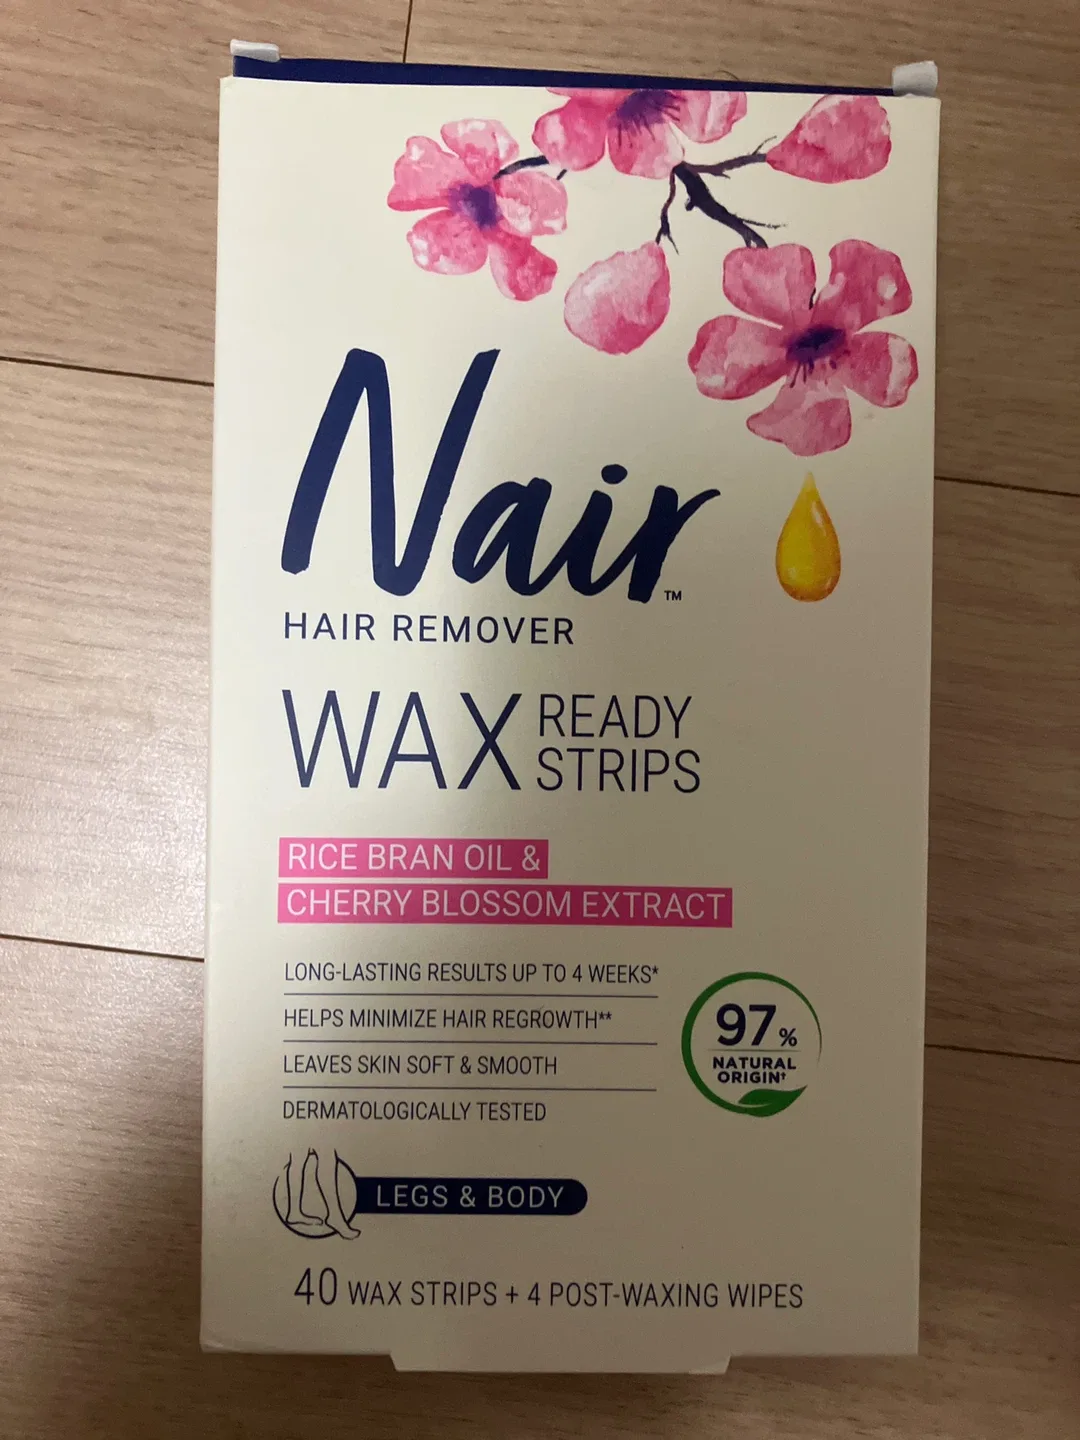 Nair™
HAIR REMOVER
WAX READY
STRIPS
RICE BRAN OIL &
CHERRY BLOSSOM EXTRACT
LONG-LASTING RESULTS UP TO 4 WEEKS*
HELPS MINIMIZE HAIR REGROWTH**
LEAVES SKIN SOFT & SMOOTH
DERMATOLOGICALLY TESTED
97%
NATURAL
ORIGIN†
LEGS & BODY
40 WAX STRIPS + 4 POST-WAXING WIPES